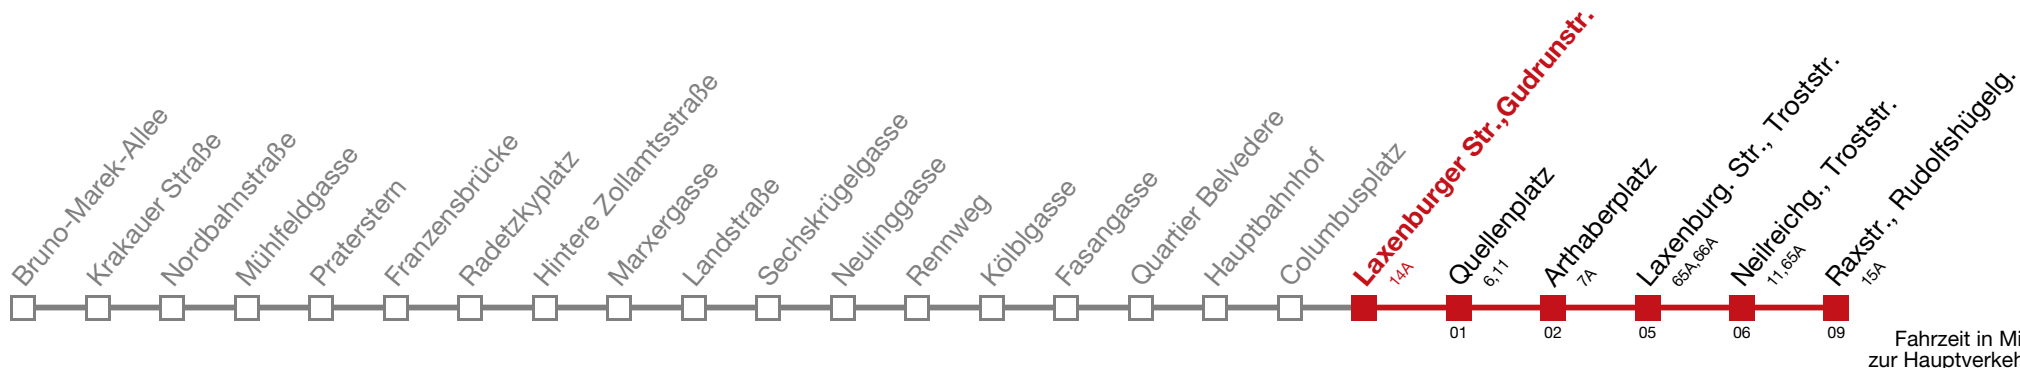 Bruno-Marek-Allee
Krakauer Straße
Nordbahnstraße
Mühlfeldgasse
Praterstern
Franzensbrücke
Radetzkyplatz
Hintere Zollamtsstraße
Marxergasse
Landstraße
Sechskrügelgasse
Neulinggasse
Rennweg
Kölblgasse
Fasangasse
Quartier Belvedere
Hauptbahnhof
Columbusplatz
Laxenburger Str.,Gudrunstr.
14A
Quellenplatz
6,11
Arthaberplatz
7A
Laxenburg. Str., Troststr.
65A,66A
Neilreichg., Troststr.
11,65A
Raxstr., Rudolfshügelg.
15A
01
02
05
06
09
Fahrzeit in Mi
zur Hauptverkeh